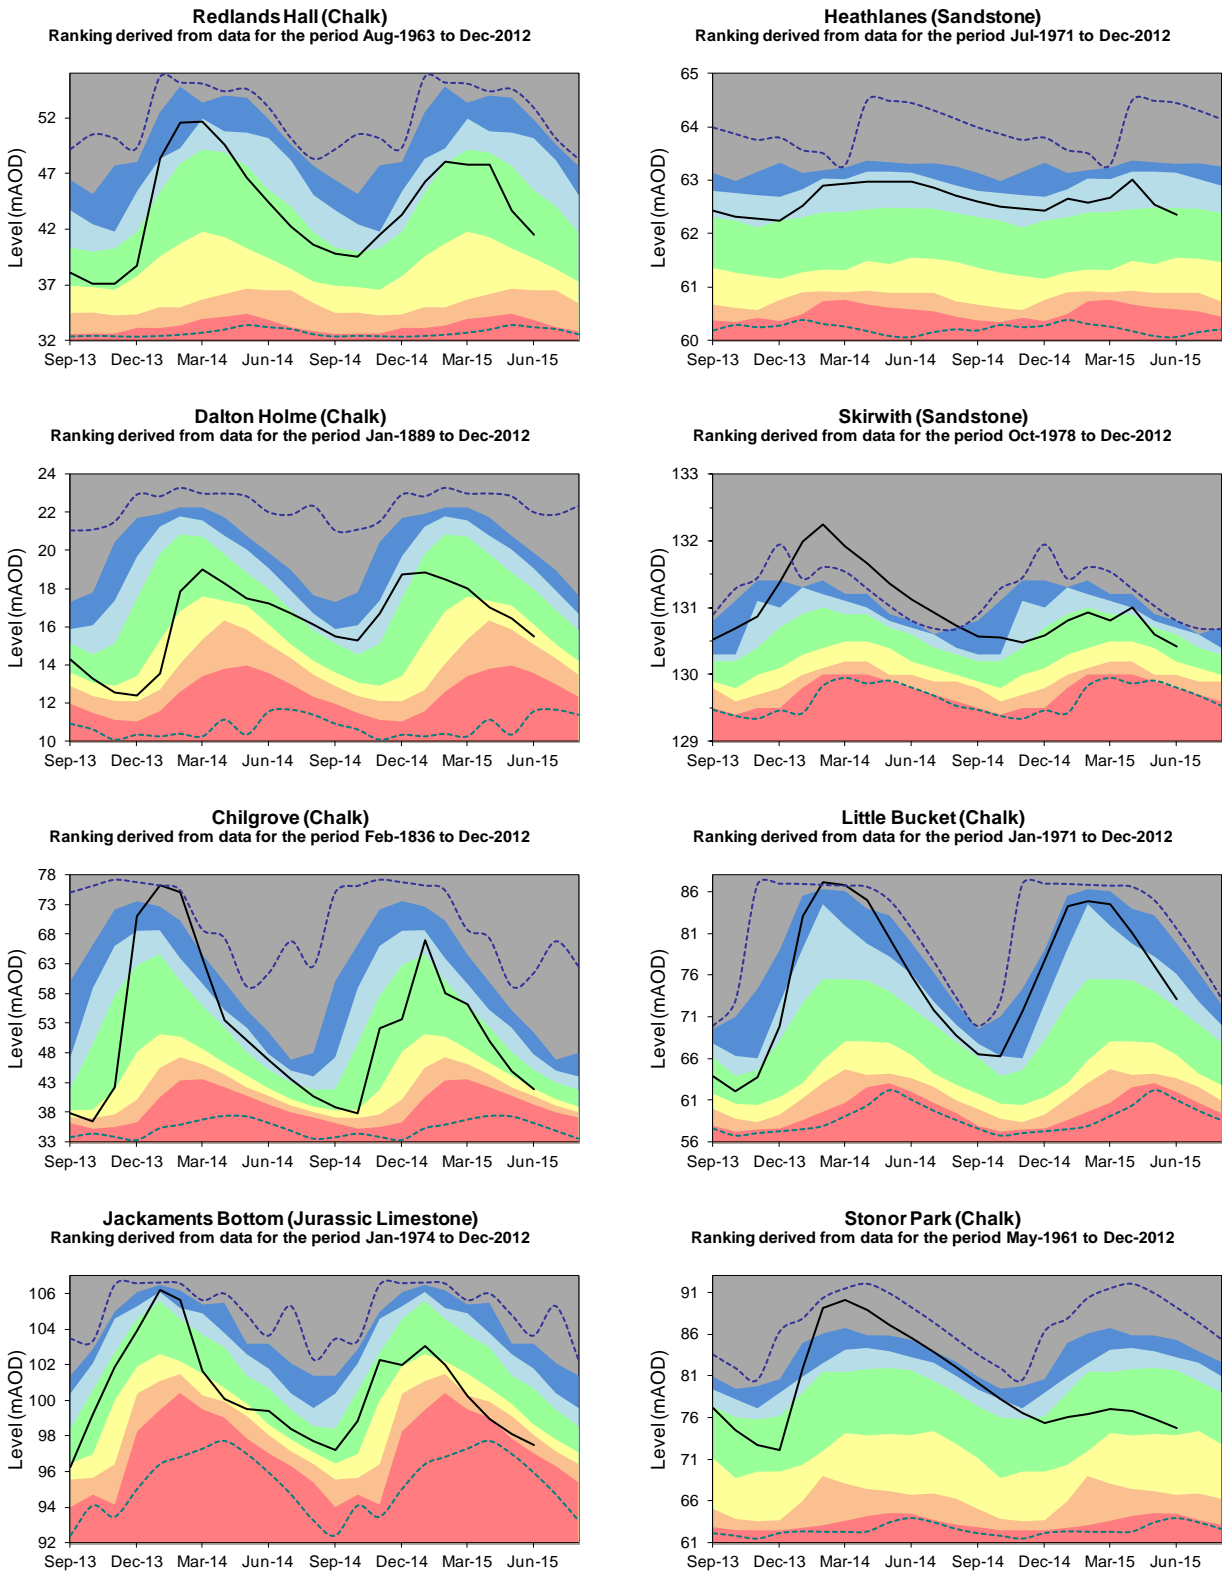 Redlands Hall (Chalk)
Ranking derived from data for the period Aug-1963 to Dec-2012
Level (mAOD)
52
47
42
37
32
Sep-13 Dec-13 Mar-14 Jun-14 Sep-14 Dec-14 Mar-15 Jun-15
Heathlanes (Sandstone)
Ranking derived from data for the period Jul-1971 to Dec-2012
Level (mAOD)
65
64
63
62
61
60
Sep-13 Dec-13 Mar-14 Jun-14 Sep-14 Dec-14 Mar-15 Jun-15
Dalton Holme (Chalk)
Ranking derived from data for the period Jan-1889 to Dec-2012
Level (mAOD)
24
22
20
18
16
14
12
10
Sep-13 Dec-13 Mar-14 Jun-14 Sep-14 Dec-14 Mar-15 Jun-15
Skirwith (Sandstone)
Ranking derived from data for the period Oct-1978 to Dec-2012
Level (mAOD)
133
132
131
130
129
Sep-13 Dec-13 Mar-14 Jun-14 Sep-14 Dec-14 Mar-15 Jun-15
Chilgrove (Chalk)
Ranking derived from data for the period Feb-1836 to Dec-2012
Level (mAOD)
78
73
68
63
58
53
48
43
38
33
Sep-13 Dec-13 Mar-14 Jun-14 Sep-14 Dec-14 Mar-15 Jun-15
Little Bucket (Chalk)
Ranking derived from data for the period Jan-1971 to Dec-2012
Level (mAOD)
86
81
76
71
66
61
56
Sep-13 Dec-13 Mar-14 Jun-14 Sep-14 Dec-14 Mar-15 Jun-15
Jackaments Bottom (Jurassic Limestone)
Ranking derived from data for the period Jan-1974 to Dec-2012
Level (mAOD)
106
104
102
100
98
96
94
92
Sep-13 Dec-13 Mar-14 Jun-14 Sep-14 Dec-14 Mar-15 Jun-15
Stonor Park (Chalk)
Ranking derived from data for the period May-1961 to Dec-2012
Level (mAOD)
91
86
81
76
71
66
61
Sep-13 Dec-13 Mar-14 Jun-14 Sep-14 Dec-14 Mar-15 Jun-15